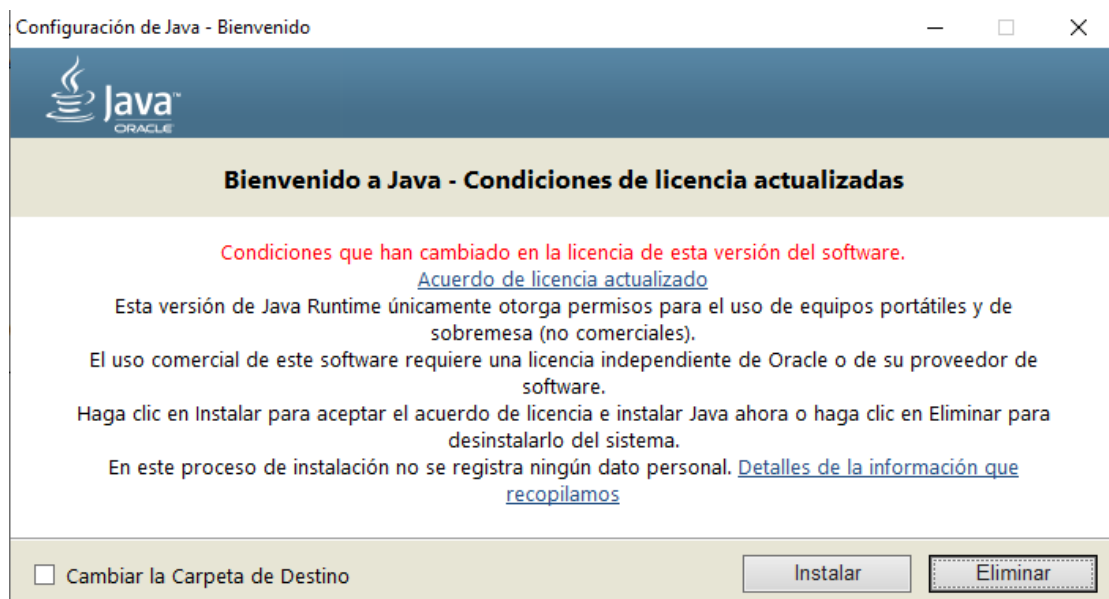 Configuración de Java - Bienvenido
Java™
ORACLE
Bienvenido a Java - Condiciones de licencia actualizadas
Condiciones que han cambiado en la licencia de esta versión del software.
Acuerdo de licencia actualizado
Esta versión de Java Runtime únicamente otorga permisos para el uso de equipos portátiles y de
sobremesa (no comerciales).
El uso comercial de este software requiere una licencia independiente de Oracle o de su proveedor de
software.
Haga clic en Instalar para aceptar el acuerdo de licencia e instalar Java ahora o haga clic en Eliminar para
desinstalarlo del sistema.
En este proceso de instalación no se registra ningún dato personal. Detalles de la información que
recopilamos
Cambiar la Carpeta de Destino
Instalar
Eliminar